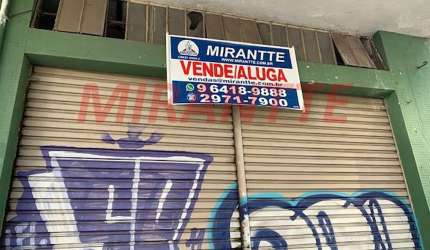 MIRANTTE
WWW.MIRANTTE.COM.BR
VENDE/ALUGA
vendas@mirantte.com.br
9 6418-9888
2971-7900
MIRANTTE